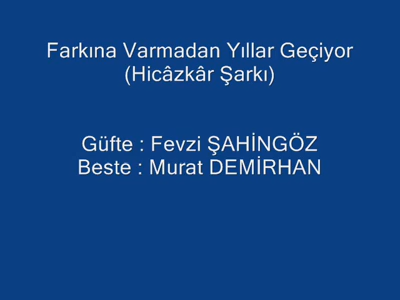 Farkına Varmadan Yıllar Geçiyor
(Hicâzkâr Şarkı)
Güfte : Fevzi ŞAHİNGÖZ
Beste : Murat DEMİRHAN